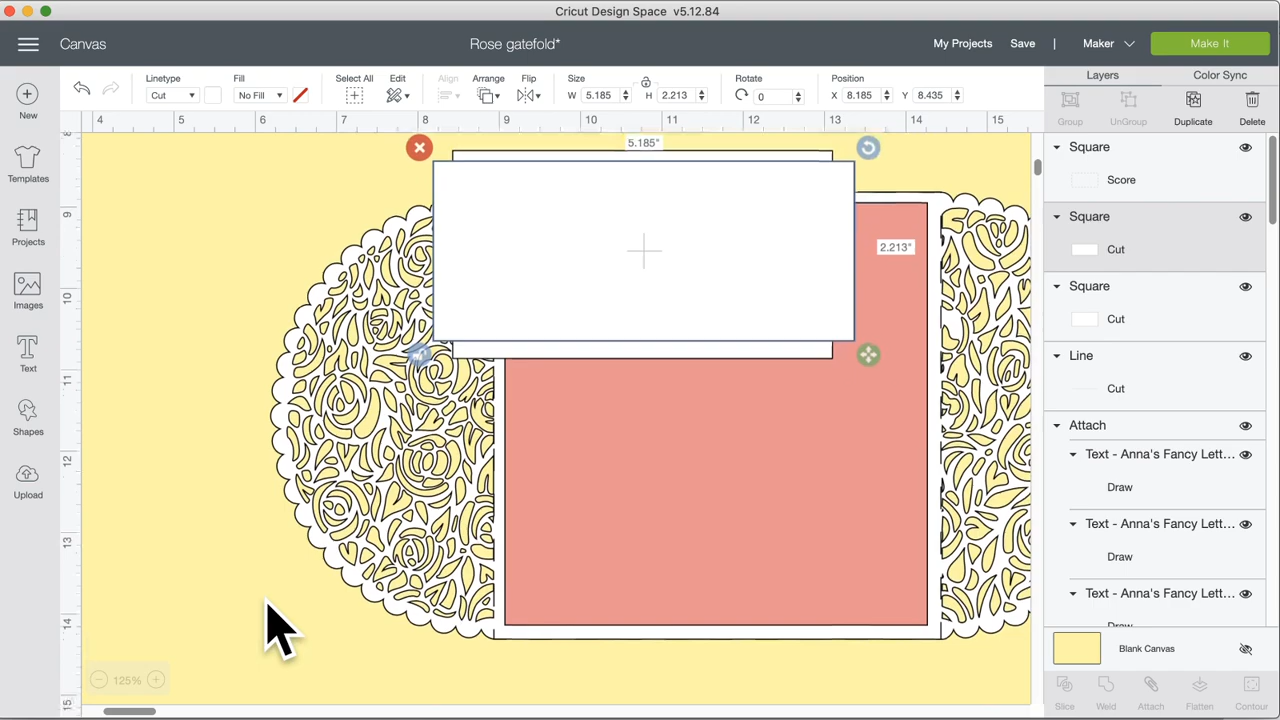 Cricut Design Space v5.12.84
Canvas
Rose gatefold*
My Projects
Save
|
Maker
Make It
Linetype
Cut
Fill
No Fill
Select All
Edit
Align
Arrange
Flip
Size
W 5.185
H 2.213
Rotate
0
Position
X 8.185
Y 8.435
Layers
Color Sync
Group
UnGroup
Duplicate
Delete
New
Templates
Projects
Images
Text
Shapes
Upload
4 5 6 7 8 9 10 11 12 13 14 15
8
9
10
11
12
13
14
15
5.185"
2.213"
125%
Square
Score
Square
Cut
Square
Cut
Line
Cut
Attach
Text - Anna's Fancy Lett...
Draw
Text - Anna's Fancy Lett...
Draw
Text - Anna's Fancy Lett...
Draw
Blank Canvas
Slice
Weld
Attach
Flatten
Contour